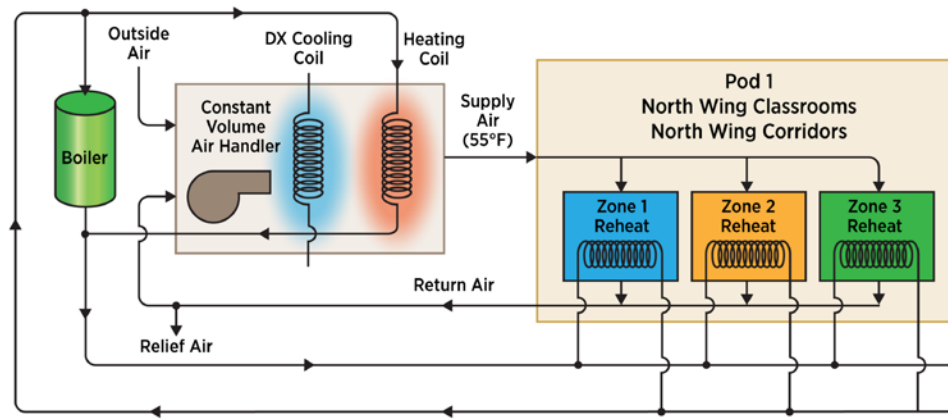 Outside
Air
DX Cooling
Coil
Heating
Coil
Constant
Volume
Air Handler
Boiler
Supply
Air
(55°F)
Pod 1
North Wing Classrooms
North Wing Corridors
Zone 1
Reheat
Zone 2
Reheat
Zone 3
Reheat
Return Air
Relief Air